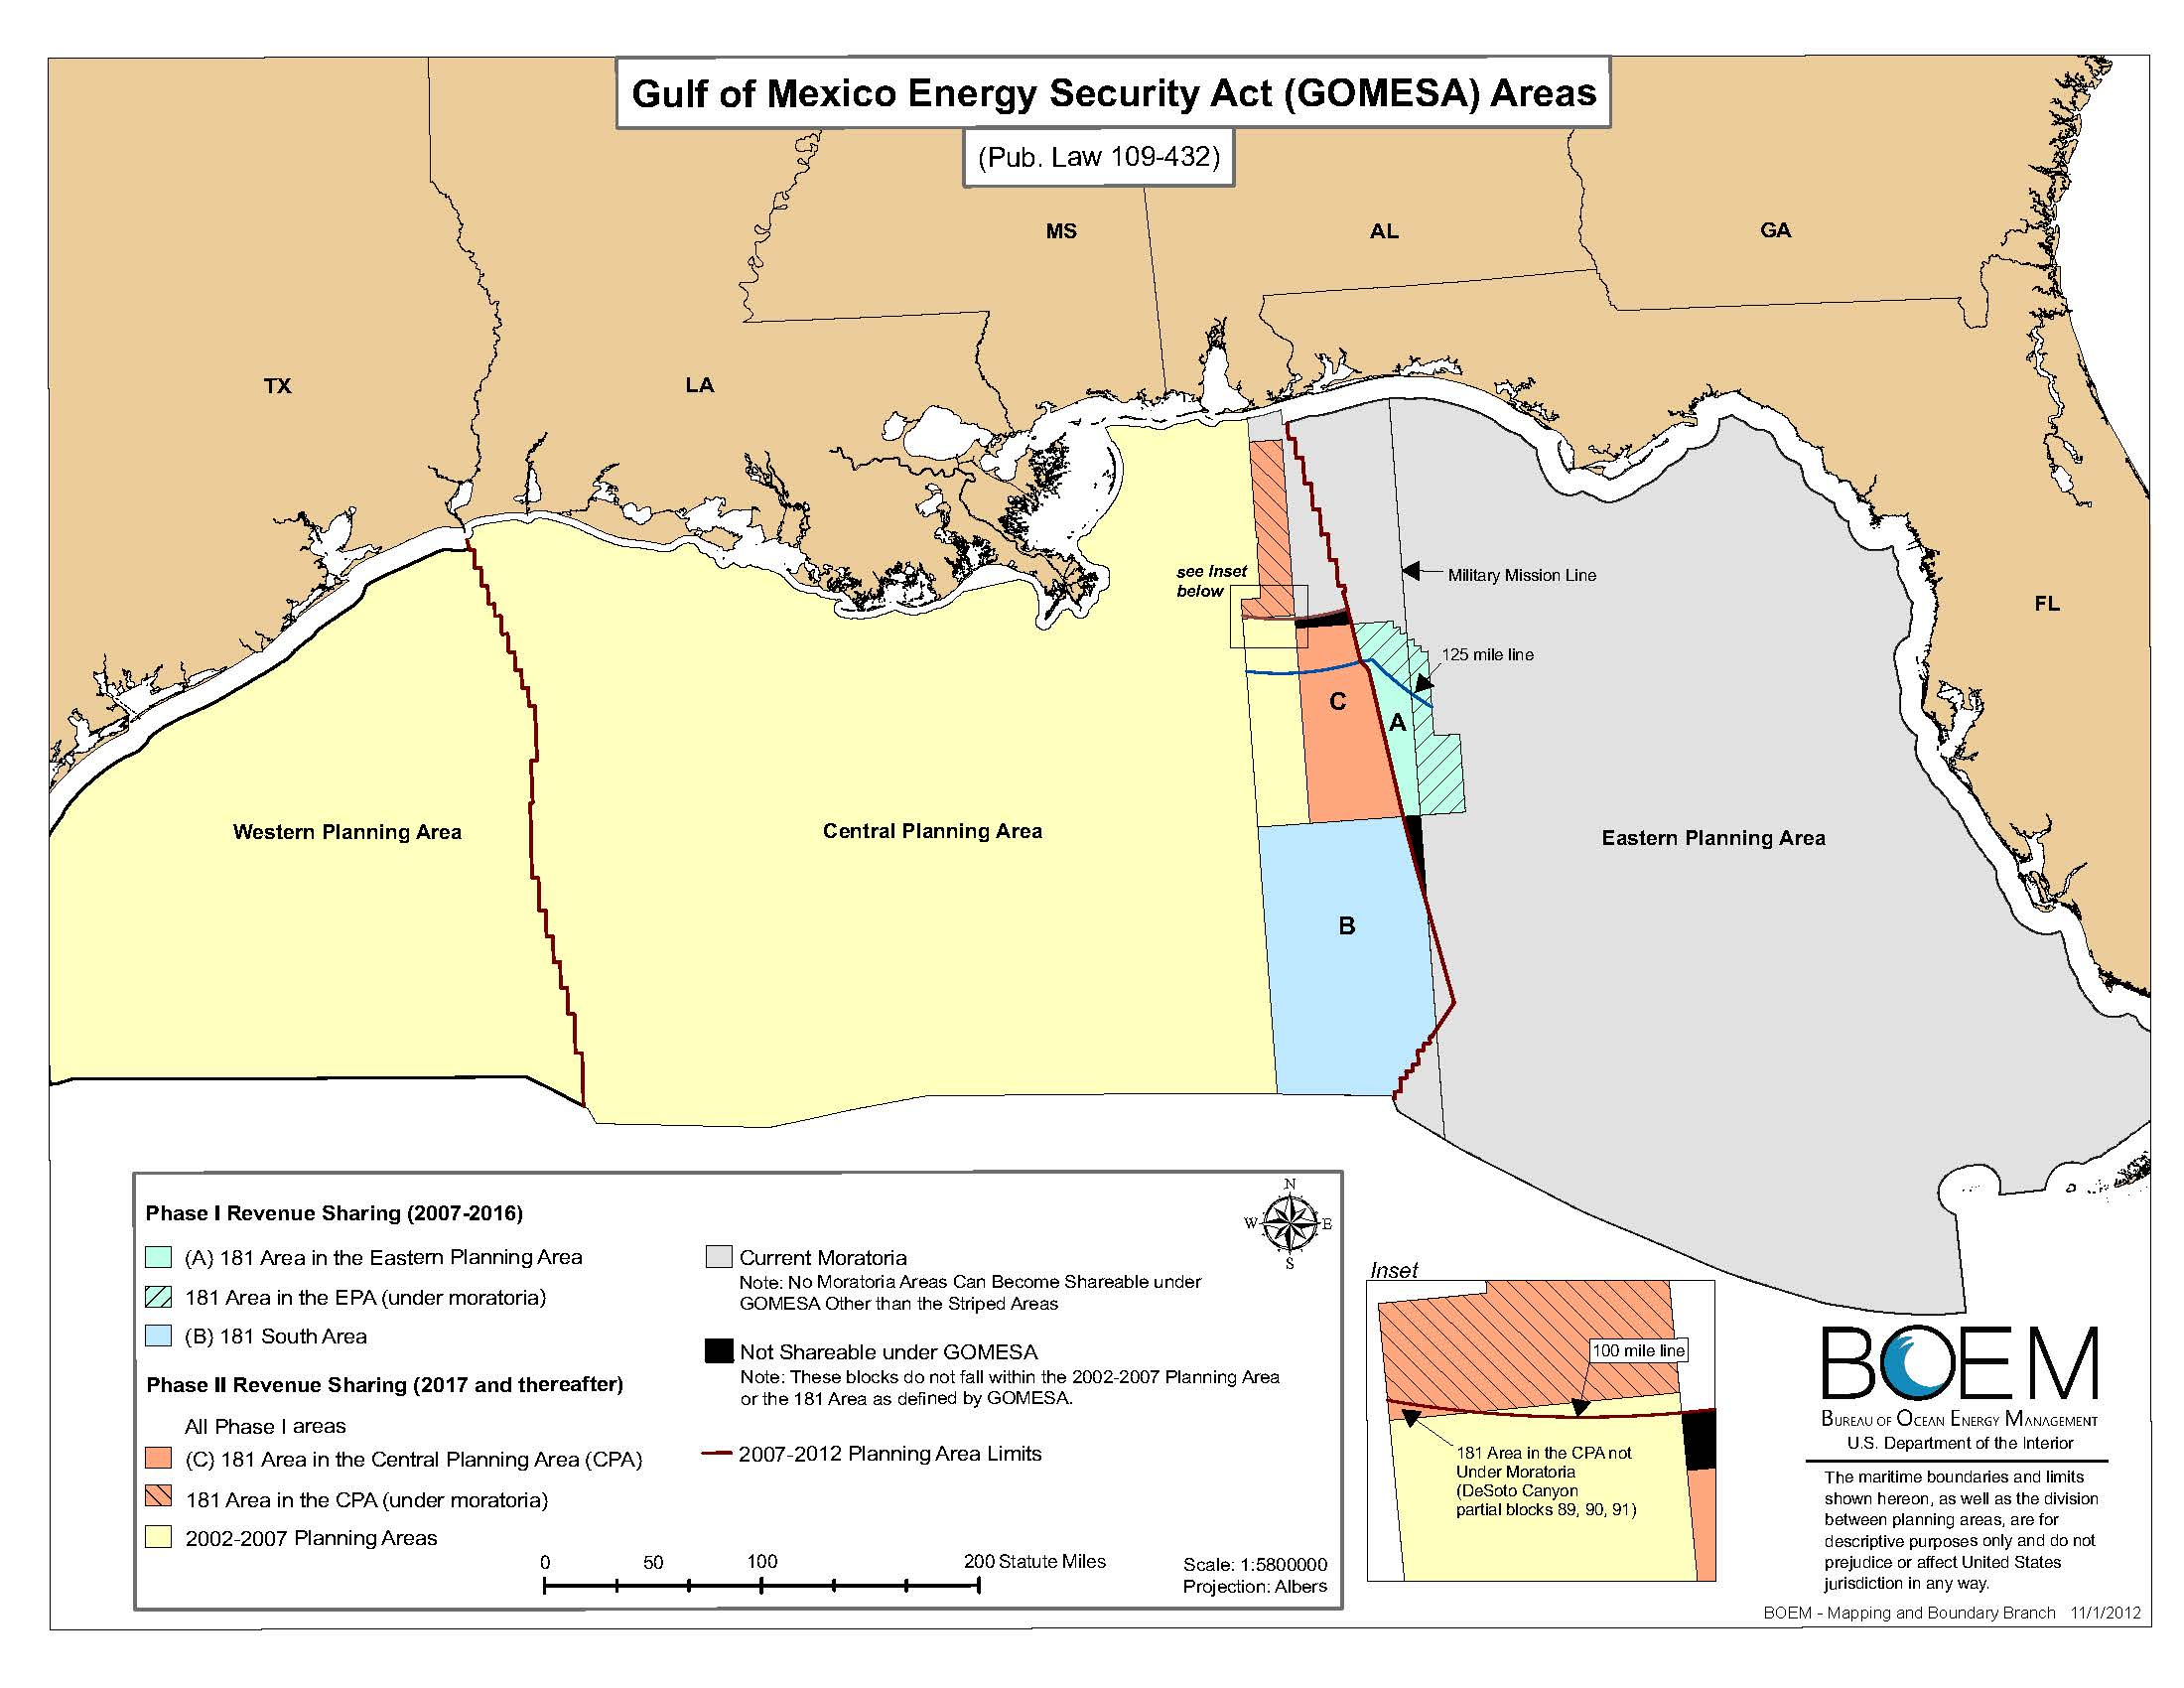 Gulf of Mexico Energy Security Act (GOMESA) Areas
(Pub. Law 109-432)
MS
AL
GA
TX
LA
FL
see Inset
below
Military Mission Line
125 mile line
C
A
B
Western Planning Area
Central Planning Area
Eastern Planning Area
Phase I Revenue Sharing (2007-2016)
(A) 181 Area in the Eastern Planning Area
181 Area in the EPA (under moratoria)
(B) 181 South Area
Phase II Revenue Sharing (2017 and thereafter)
All Phase I areas
(C) 181 Area in the Central Planning Area (CPA)
181 Area in the CPA (under moratoria)
2002-2007 Planning Areas
Current Moratoria
Note: No Moratoria Areas Can Become Shareable under
GOMESA Other than the Striped Areas
Not Shareable under GOMESA
Note: These blocks do not fall within the 2002-2007 Planning Area
or the 181 Area as defined by GOMESA.
2007-2012 Planning Area Limits
N
W
E
S
0 50 100 200 Statute Miles
Scale: 1:5800000
Projection: Albers
Inset
100 mile line
181 Area in the CPA not
Under Moratoria
(DeSoto Canyon
partial blocks 89, 90, 91)
BOEM
BUREAU OF OCEAN ENERGY MANAGEMENT
U.S. Department of the Interior
The maritime boundaries and limits
shown hereon, as well as the division
between planning areas, are for
descriptive purposes only and do not
prejudice or affect United States
jurisdiction in any way.
BOEM - Mapping and Boundary Branch 11/1/2012